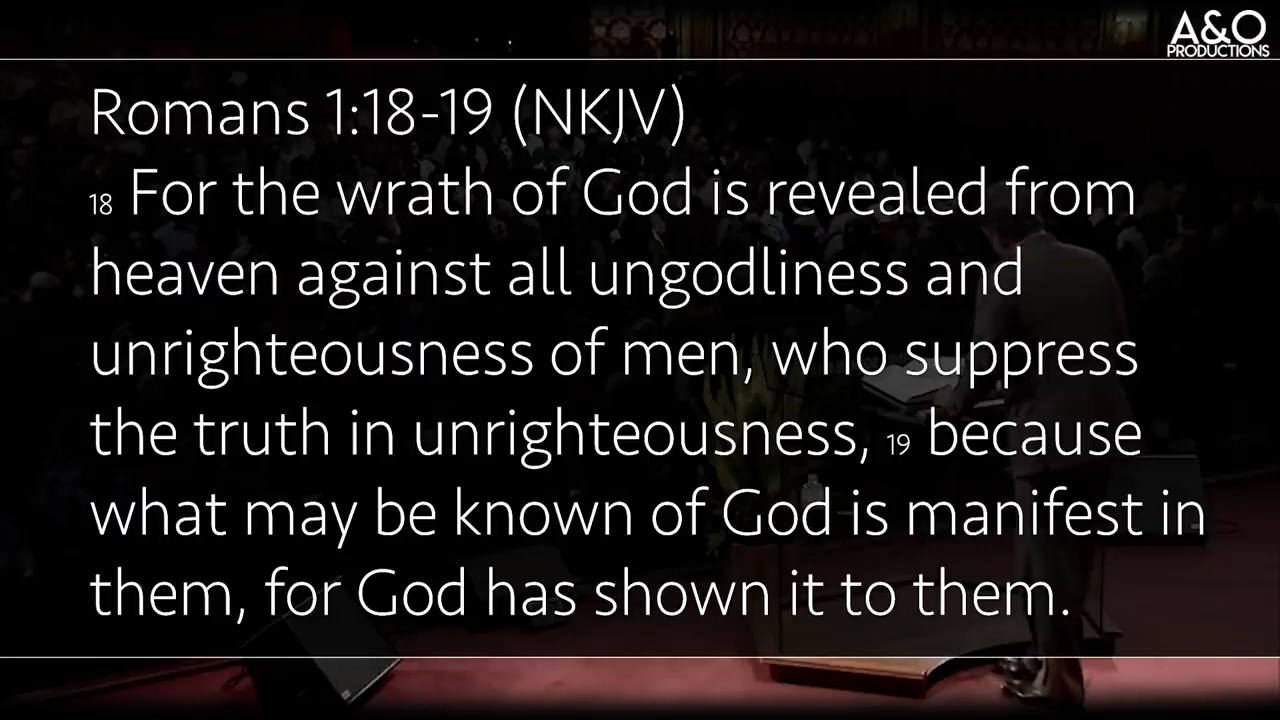 A&O
PRODUCTIONS
Romans 1:18-19 (NKJV)
18 For the wrath of God is revealed from
heaven against all ungodliness and
unrighteousness of men, who suppress
the truth in unrighteousness, 19 because
what may be known of God is manifest in
them, for God has shown it to them.